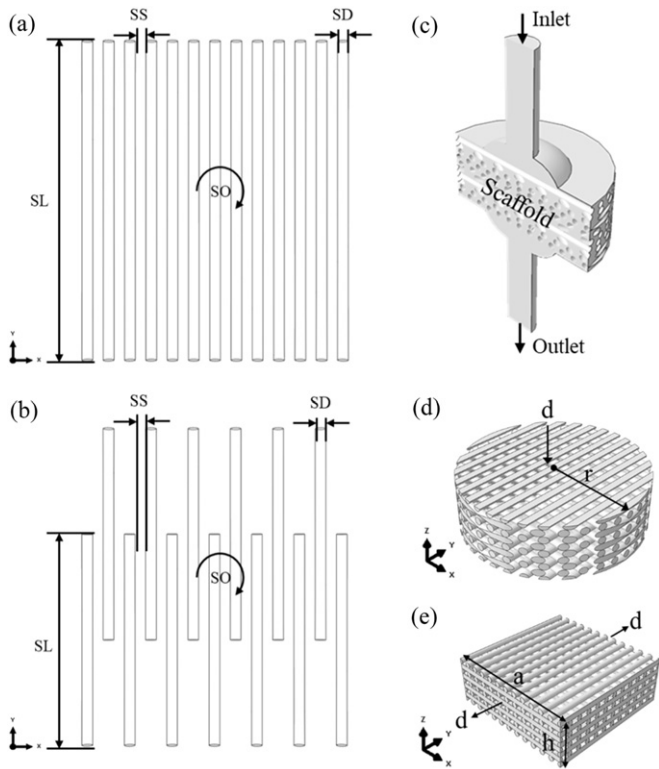 (a)
SS
SD
SL
SO
Y
X
(b)
SS
SD
SL
SO
Y
X
(c)
Inlet
Scaffold
Outlet
(d)
d
r
Z
Y
X
(e)
d
a
d
h
Z
Y
X